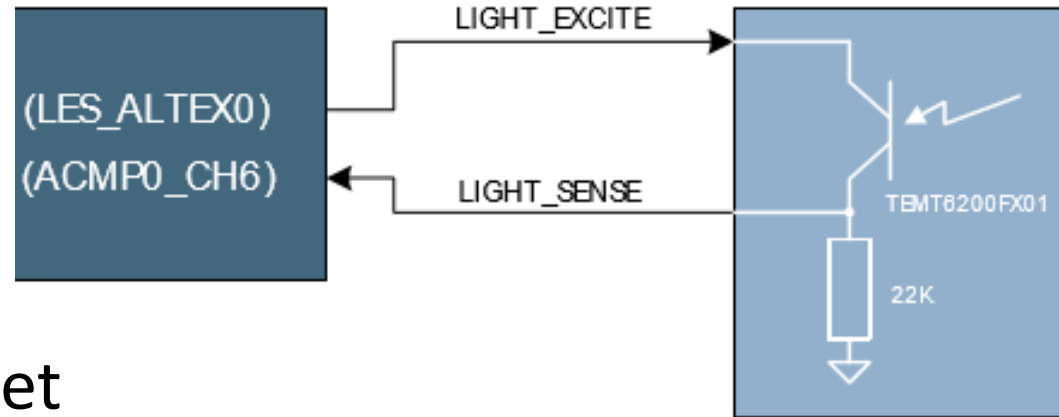 LIGHT_EXCITE
(LES_ALTEX0)
(ACMP0_CH6)
LIGHT_SENSE
TEMT6200FX01
22K
et